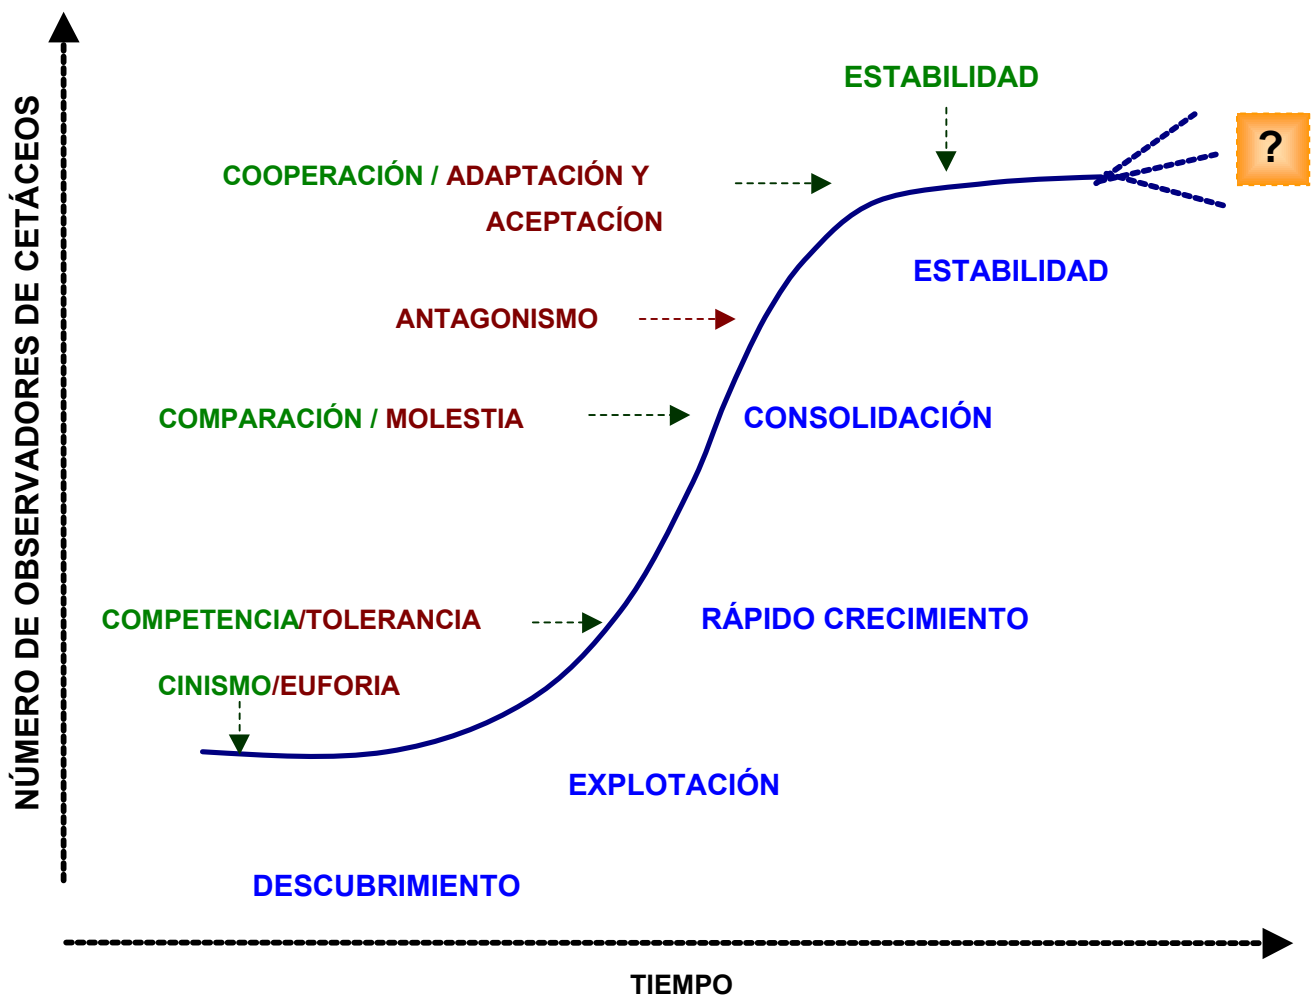 NÚMERO DE OBSERVADORES DE CETÁCEOS
ESTABILIDAD
?
COOPERACIÓN / ADAPTACIÓN Y
ACEPTACÍON
ESTABILIDAD
ANTAGONISMO
COMPARACIÓN / MOLESTIA
CONSOLIDACIÓN
COMPETENCIA/TOLERANCIA
RÁPIDO CRECIMIENTO
CINISMO/EUFORIA
EXPLOTACIÓN
DESCUBRIMIENTO
TIEMPO